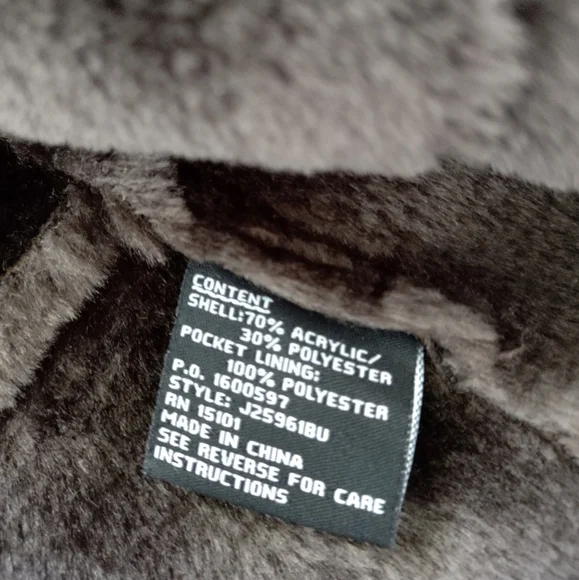 CONTENT
SHELL:70% ACRYLIC/
30% POLYESTER
POCKET LINING:
100% POLYESTER
P.O. 1600597
STYLE: J25961BU
RN 15101
MADE IN CHINA
SEE REVERSE FOR CARE
INSTRUCTIONS